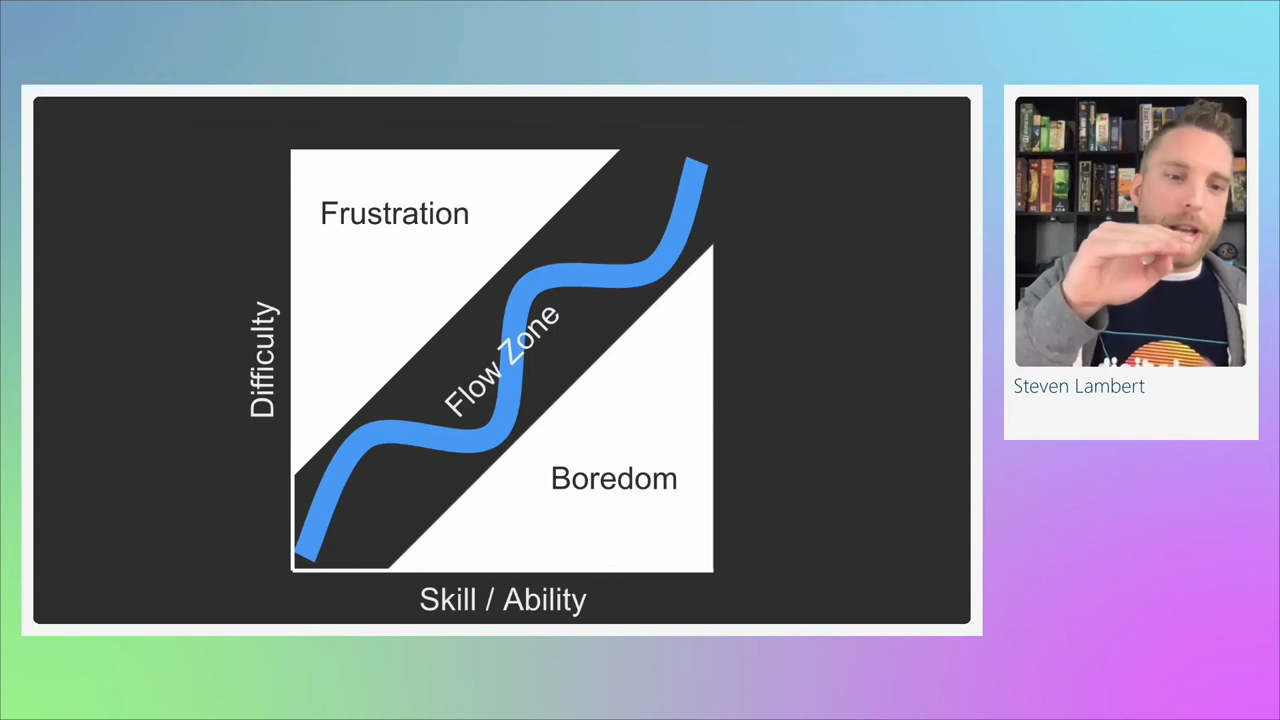 Frustration
Difficulty
Flow Zone
Boredom
Skill / Ability
Steven Lambert